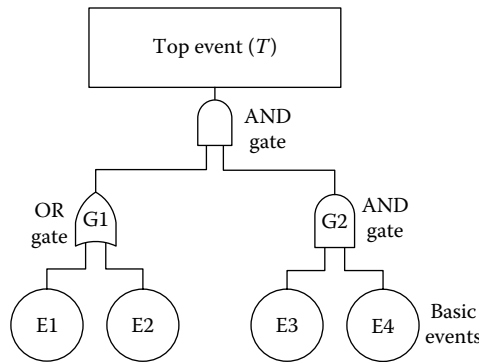 Top event (T)
AND
gate
OR
gate
G1
G2
AND
gate
E1
E2
E3
E4
Basic
events